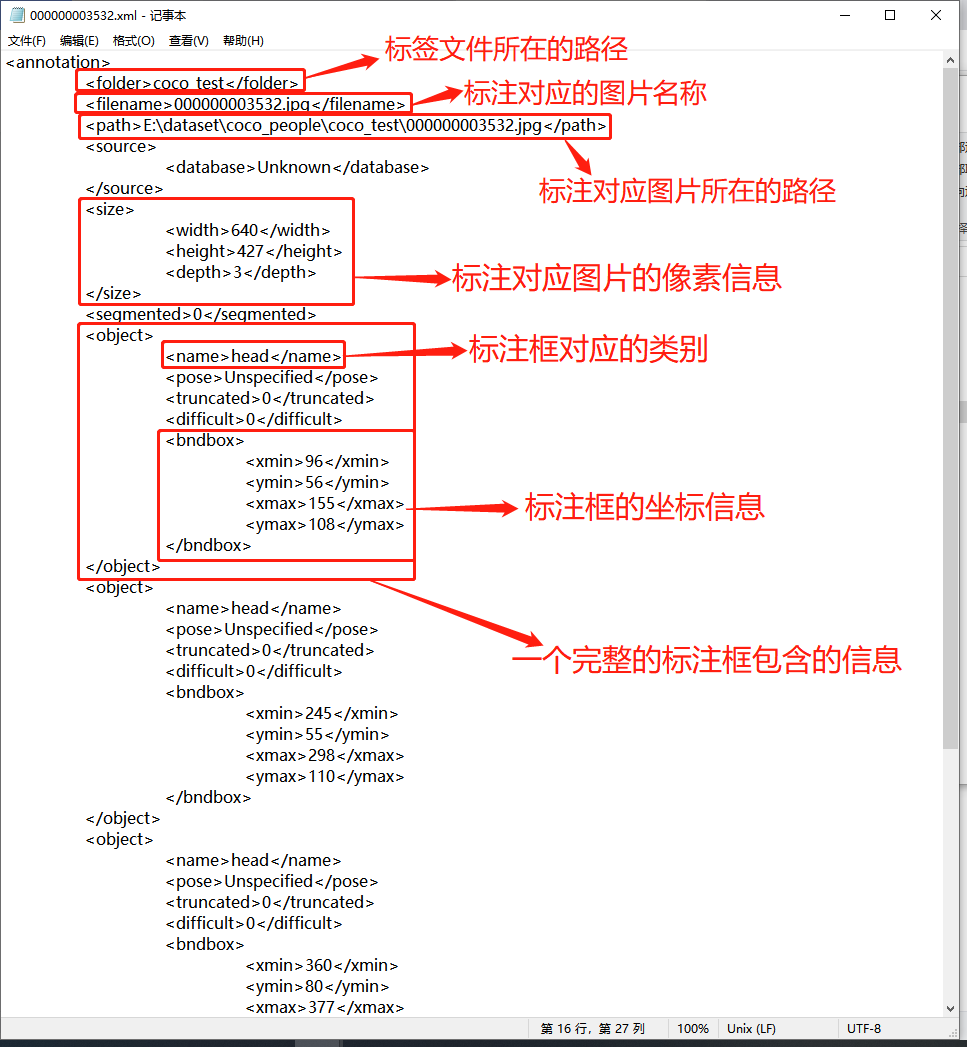 000000003532.xml - 记事本
文件(F) 编辑(E) 格式(O) 查看(V) 帮助(H)
<annotation>
标签文件所在的路径
<folder>coco_test</folder>
标注对应的图片名称
<filename>000000003532.jpg</filename>
<path>E:\dataset\coco_people\coco_test\000000003532.jpg</path>
<source>
<database>Unknown</database>
标注对应图片所在的路径
</source>
<size>
<width>640</width>
<height>427</height>
<depth>3</depth>
标注对应图片的像素信息
</size>
<segmented>0</segmented>
<object>
<name>head</name>
标注框对应的类别
<pose>Unspecified</pose>
<truncated>0</truncated>
<difficult>0</difficult>
<bndbox>
<xmin>96</xmin>
<ymin>56</ymin>
<xmax>155</xmax>
标注框的坐标信息
<ymax>108</ymax>
</bndbox>
</object>
<object>
<name>head</name>
<pose>Unspecified</pose>
<truncated>0</truncated>
一个完整的标注框包含的信息
<difficult>0</difficult>
<bndbox>
<xmin>245</xmin>
<ymin>55</ymin>
<xmax>298</xmax>
<ymax>110</ymax>
</bndbox>
</object>
<object>
<name>head</name>
<pose>Unspecified</pose>
<truncated>0</truncated>
<difficult>0</difficult>
<bndbox>
<xmin>360</xmin>
<ymin>80</ymin>
<xmax>377</xmax>
第 16 行，第 27 列 100% Unix (LF) UTF-8